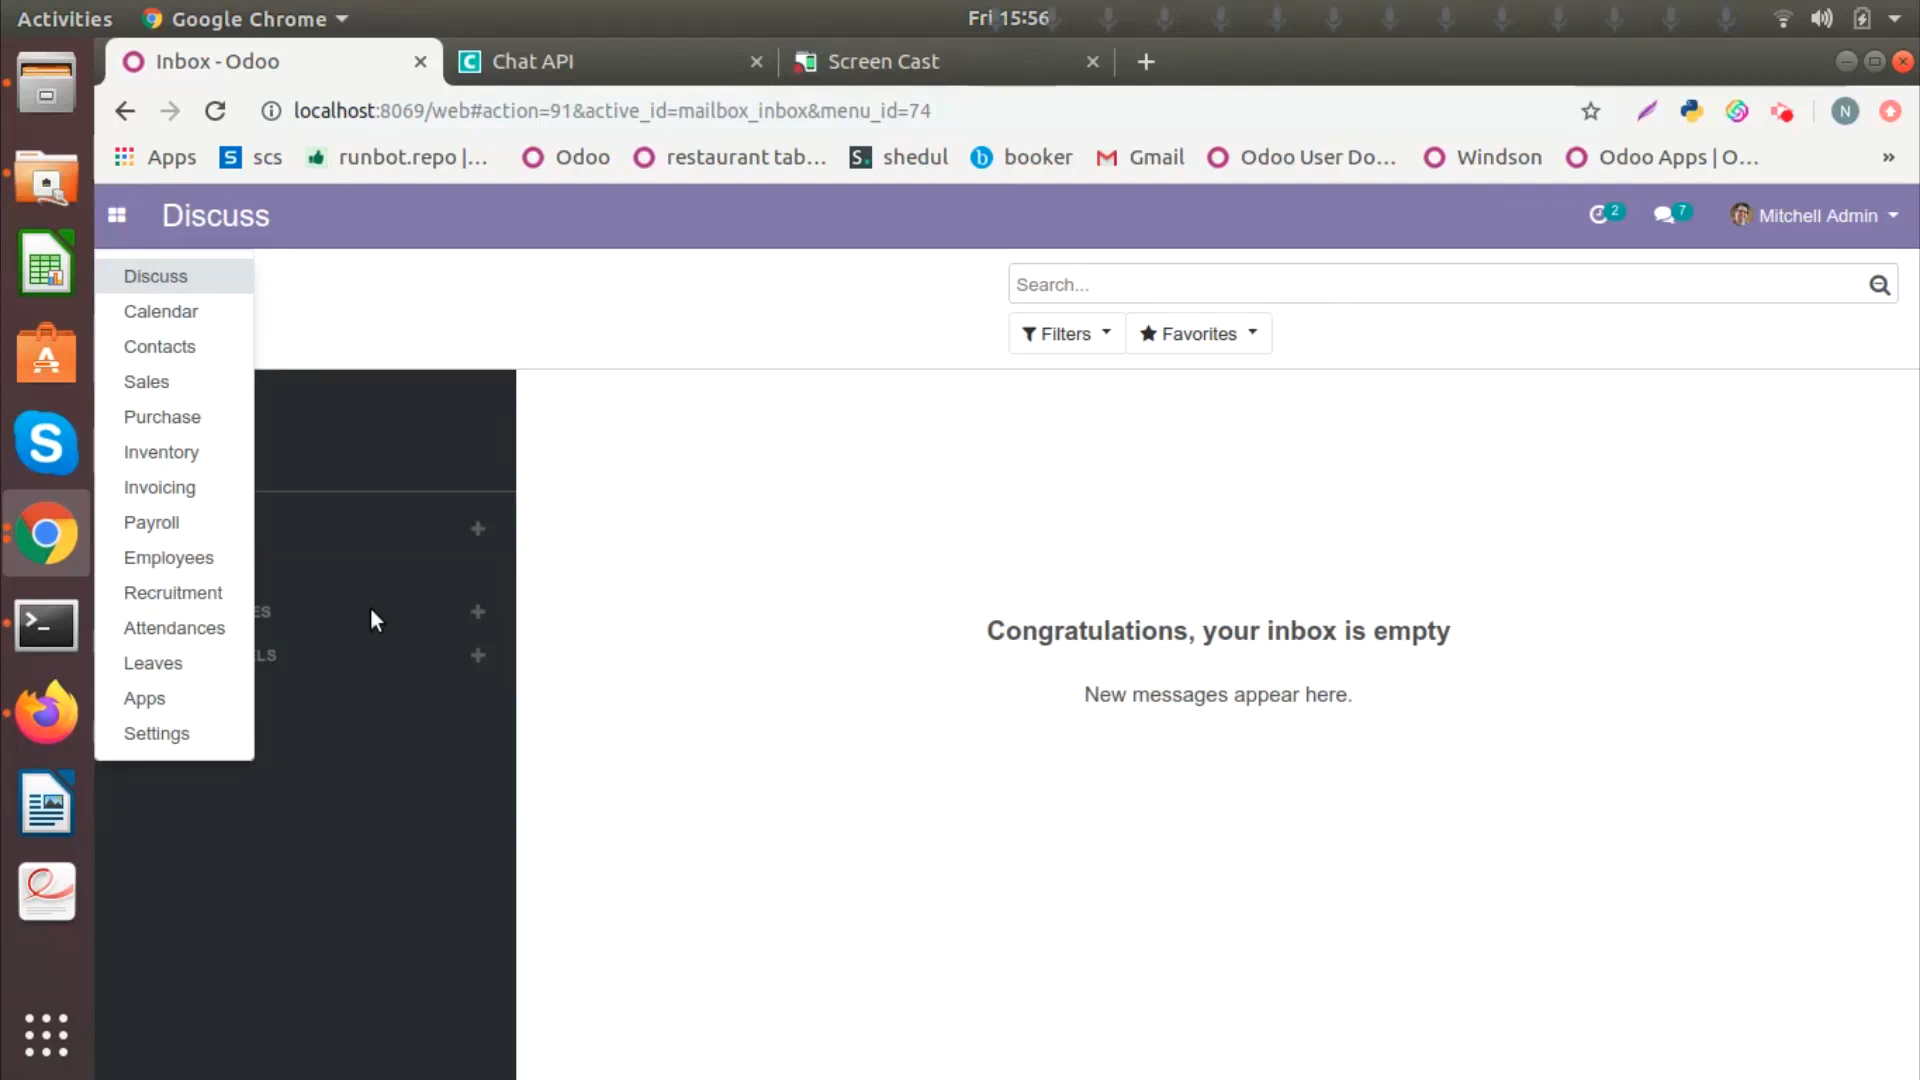 Activities Google Chrome Fri 15:56
Inbox - Odoo Chat API Screen Cast
localhost:8069/web#action=91&active_id=mailbox_inbox&menu_id=74 N
Apps S scs runbot.repo |... Odoo restaurant tab... S. shedul b booker M Gmail Odoo User Do... Windson Odoo Apps | O... »
Discuss 2 7 Mitchell Admin
Discuss
Calendar
Contacts
Sales
Purchase
Inventory
Invoicing
Payroll
Employees
Recruitment
Attendances
Leaves
Apps
Settings
Search...
Filters Favorites
ES
LS
Congratulations, your inbox is empty
New messages appear here.